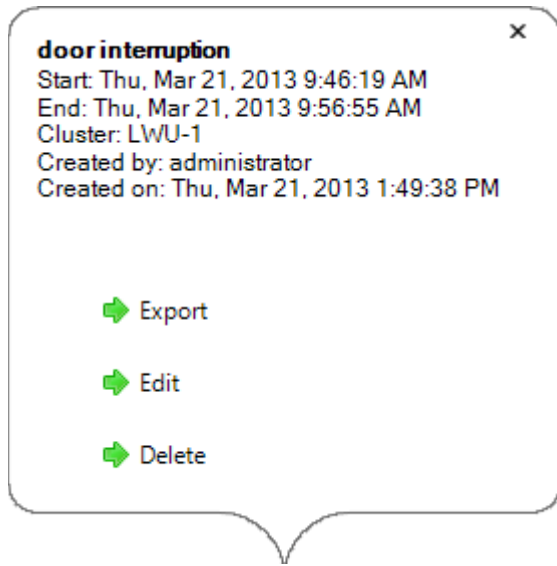 door interruption
Start: Thu, Mar 21, 2013 9:46:19 AM
End: Thu, Mar 21, 2013 9:56:55 AM
Cluster: LWU-1
Created by: administrator
Created on: Thu, Mar 21, 2013 1:49:38 PM
Export
Edit
Delete